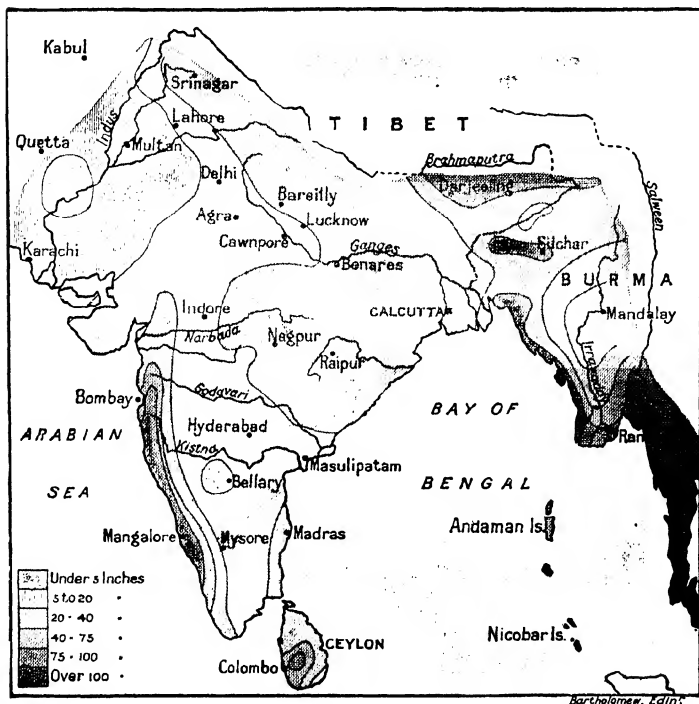 Kabul
Srinagar
Indus
Lahore
TIBET
Quetta
Multan
Brahmaputra
Salween
Delhi
Darjeeling
Bareilly
Agra
Lucknow
Karachi
Cawnpore
Ganges
Silchar
Benares
BURMA
Indore
CALCUTTA
Mandalay
Narbada
Nagpur
Raipur
Irrawaddy
Bombay
Godavari
BAY OF
ARABIAN
Hyderabad
Ran
Kistna
Masulipatam
SEA
Bellary
BENGAL
Mangalore
Mysore
Madras
Andaman Is.
Under 5 Inches
5 to 20 "
20 - 40 "
40 - 75 "
75 - 100 "
Over 100 "
CEYLON
Nicobar Is.
Colombo
Bartholomew, Edinr.